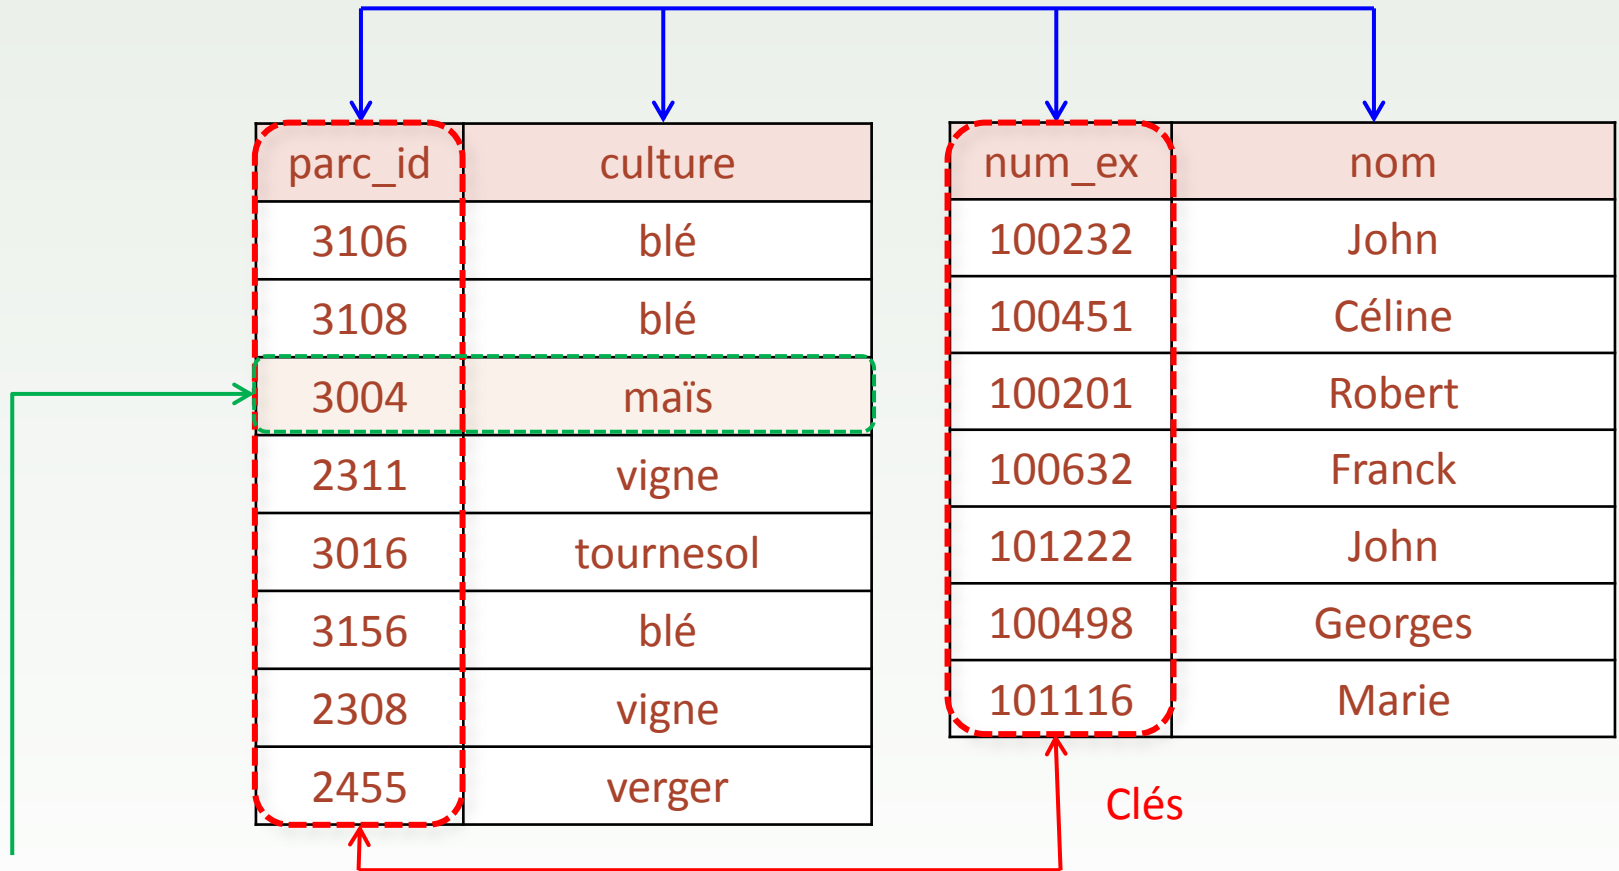 parc_id culture
3106 blé
3108 blé
3004 maïs
2311 vigne
3016 tournesol
3156 blé
2308 vigne
2455 verger
num_ex nom
100232 John
100451 Céline
100201 Robert
100632 Franck
101222 John
100498 Georges
101116 Marie
Clés